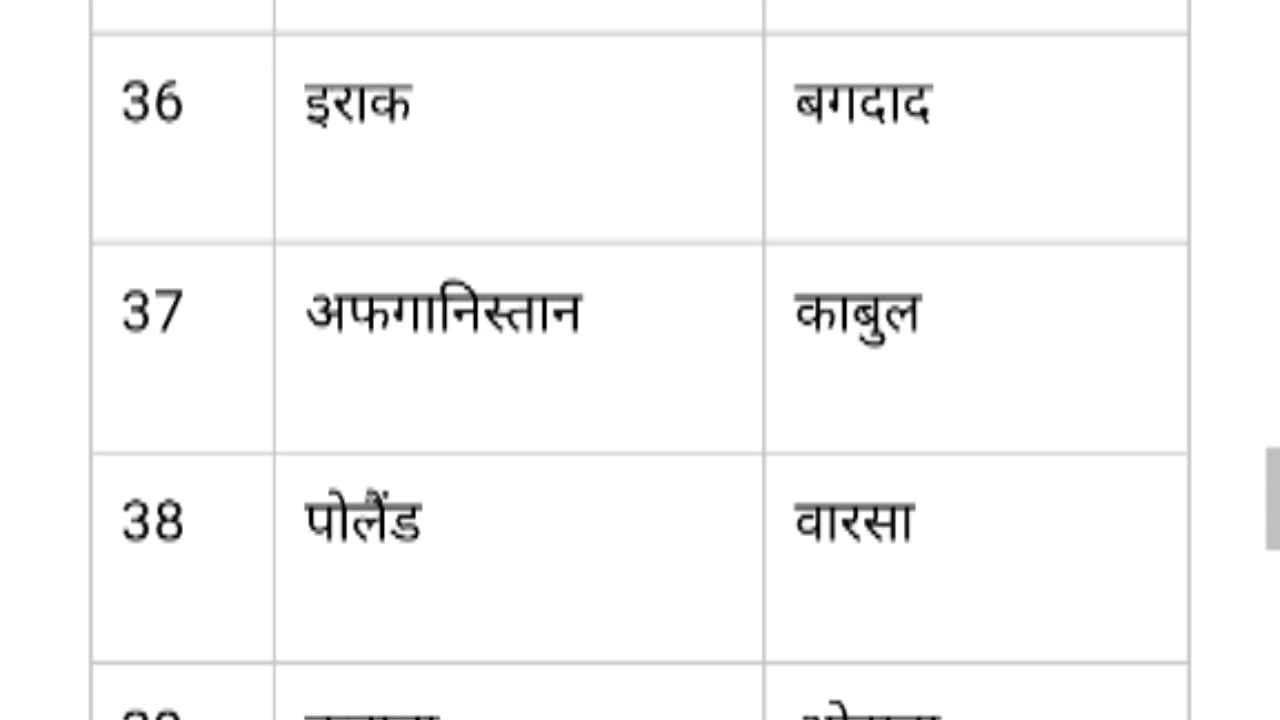 36 इराक बगदाद
37 अफगानिस्तान काबुल
38 पोलैंड वारसा